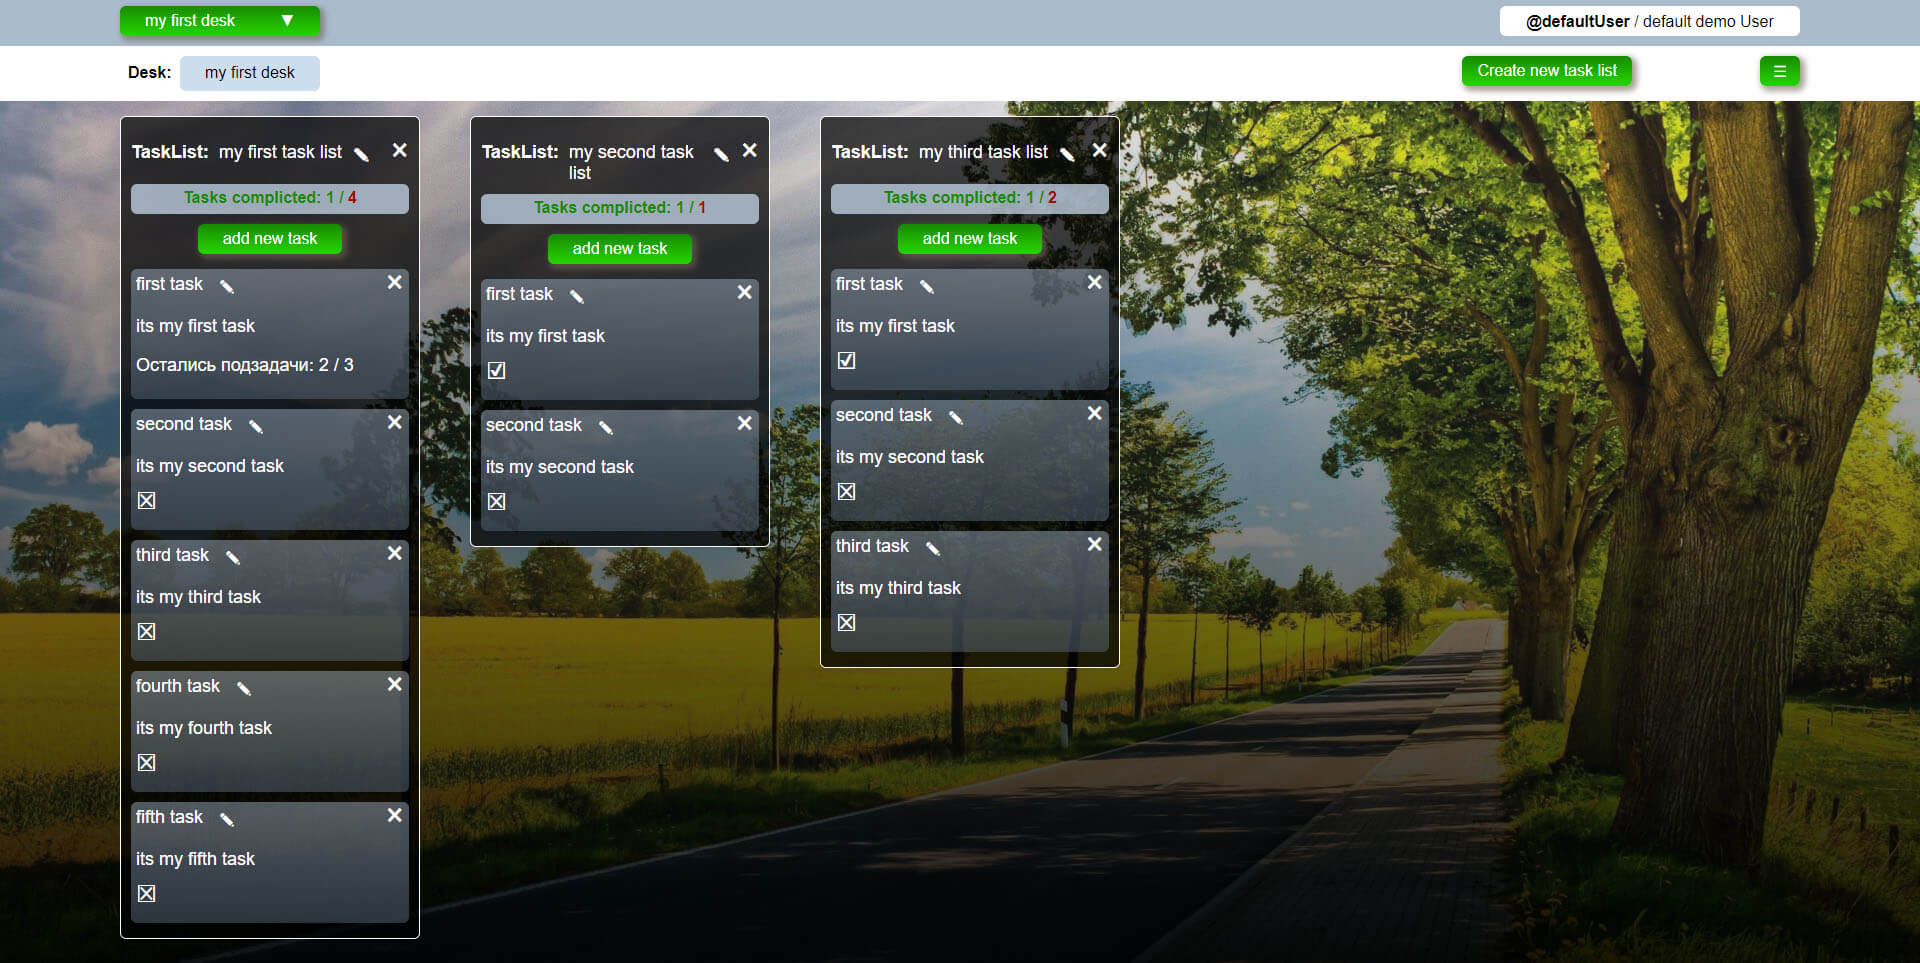 my first desk ▼
@defaultUser / default demo User
Desk: my first desk
Create new task list
☰
TaskList: my first task list
Tasks complicted: 1 / 4
add new task
first task
its my first task
Остались подзадачи: 2 / 3
second task
its my second task
third task
its my third task
fourth task
its my fourth task
fifth task
its my fifth task
TaskList: my second task
list
Tasks complicted: 1 / 1
add new task
first task
its my first task
second task
its my second task
TaskList: my third task list
Tasks complicted: 1 / 2
add new task
first task
its my first task
second task
its my second task
third task
its my third task